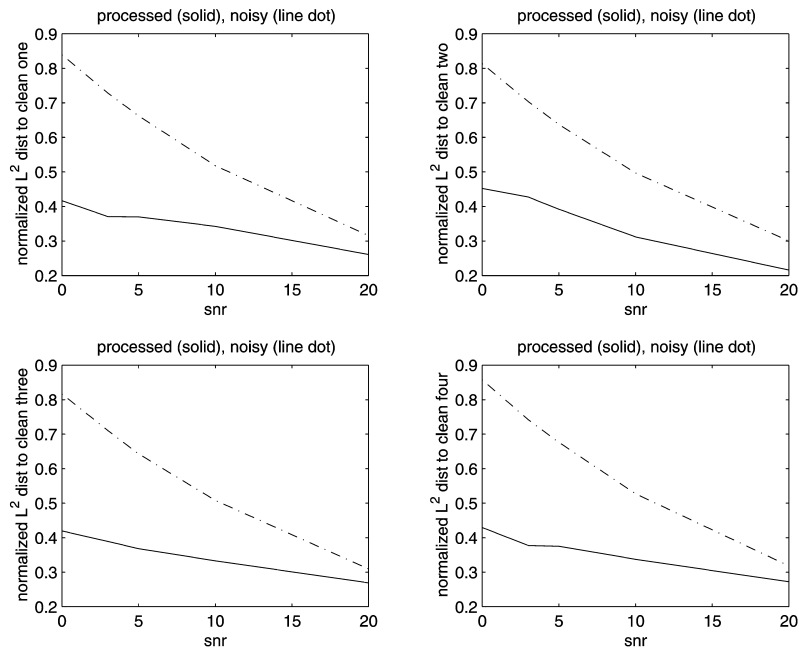 processed (solid), noisy (line dot)
normalized L² dist to clean one
0.9
0.8
0.7
0.6
0.5
0.4
0.3
0.2
0 5 10 15 20
snr
processed (solid), noisy (line dot)
normalized L² dist to clean two
0.9
0.8
0.7
0.6
0.5
0.4
0.3
0.2
0 5 10 15 20
snr
processed (solid), noisy (line dot)
normalized L² dist to clean three
0.9
0.8
0.7
0.6
0.5
0.4
0.3
0.2
0 5 10 15 20
snr
processed (solid), noisy (line dot)
normalized L² dist to clean four
0.9
0.8
0.7
0.6
0.5
0.4
0.3
0.2
0 5 10 15 20
snr